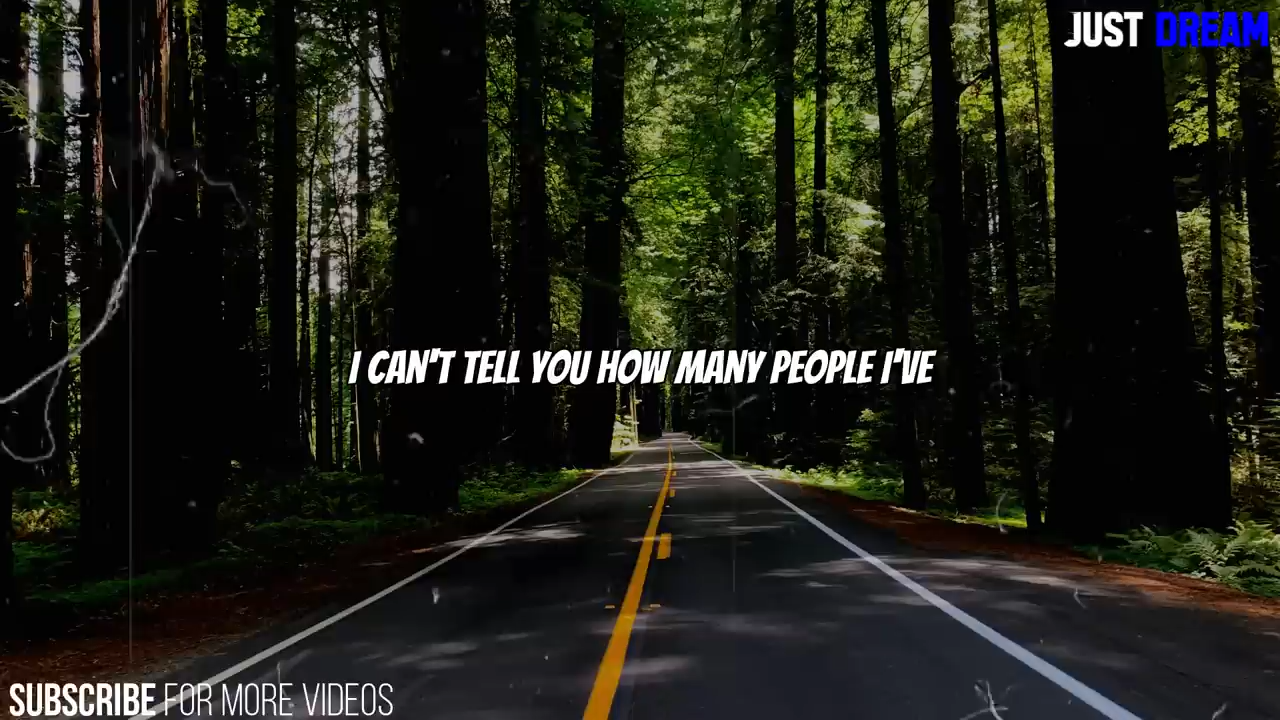 JUST DREAM
I CAN'T TELL YOU HOW MANY PEOPLE I'VE
SUBSCRIBE FOR MORE VIDEOS